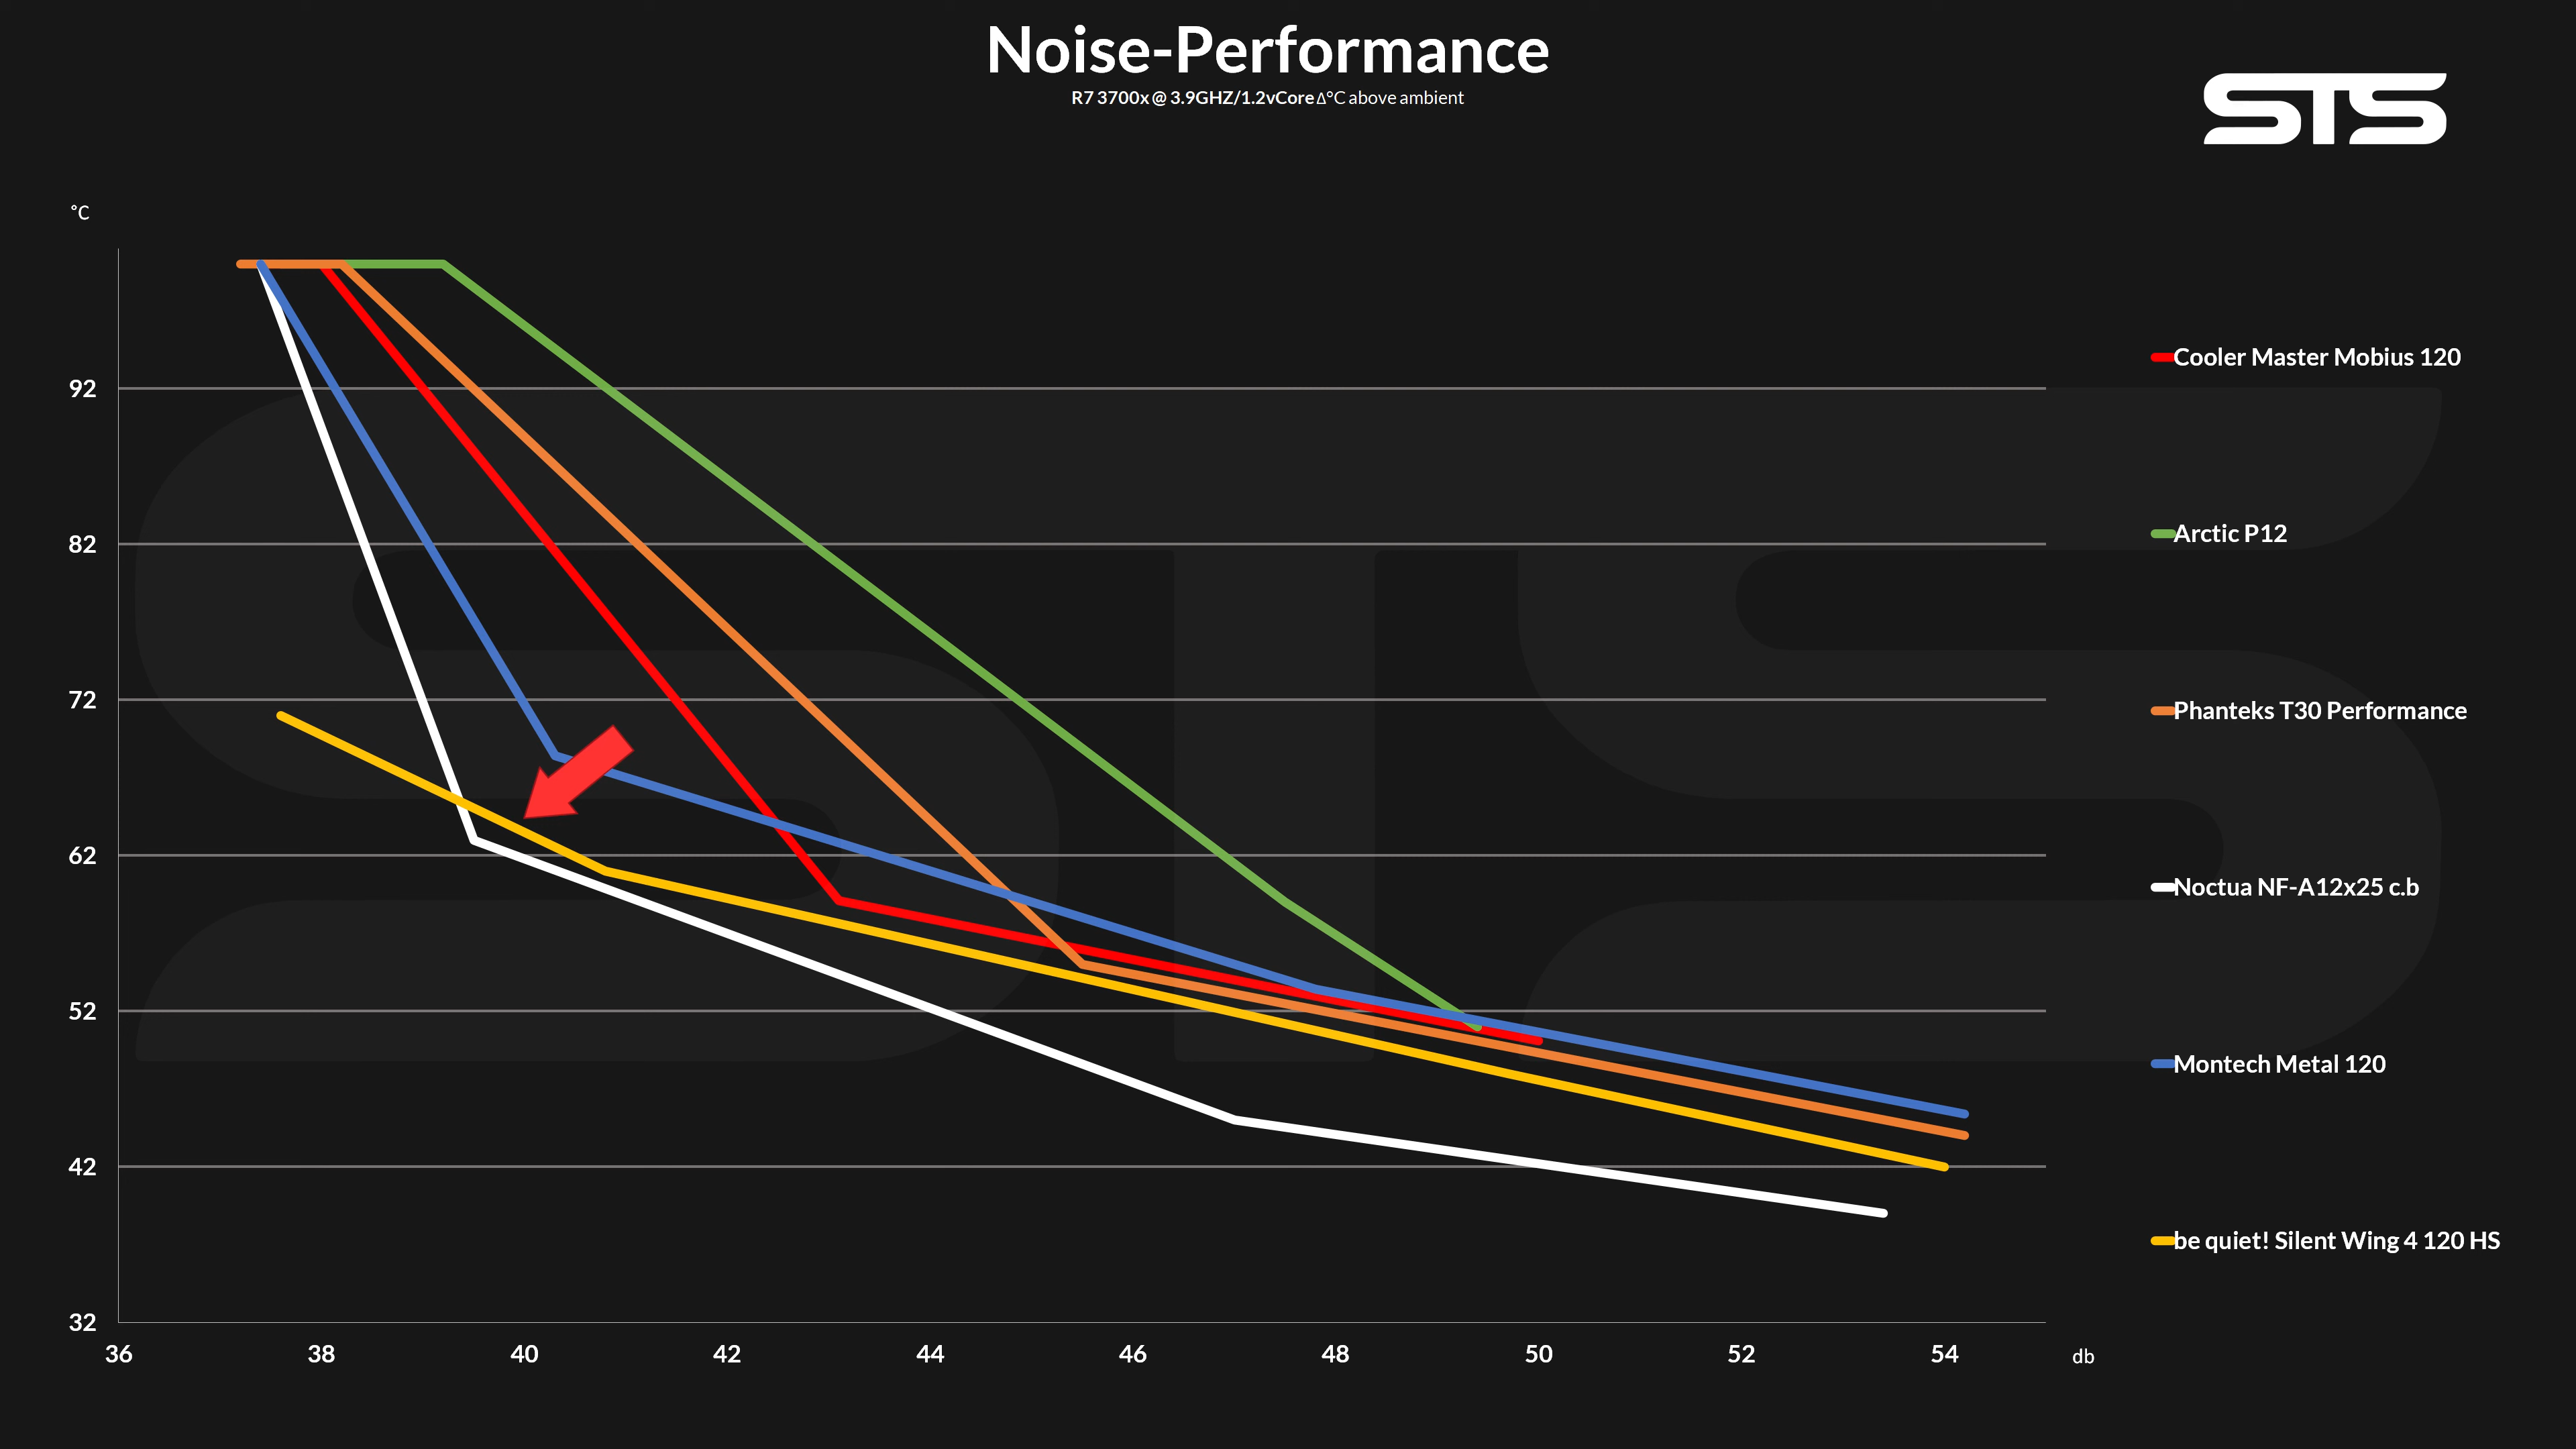 Noise-Performance
R7 3700x @ 3.9GHZ/1.2vCore Δ°C above ambient
STS
°C
92
82
72
62
52
42
32
36 38 40 42 44 46 48 50 52 54 db
Cooler Master Mobius 120
Arctic P12
Phanteks T30 Performance
Noctua NF-A12x25 c.b
Montech Metal 120
be quiet! Silent Wing 4 120 HS